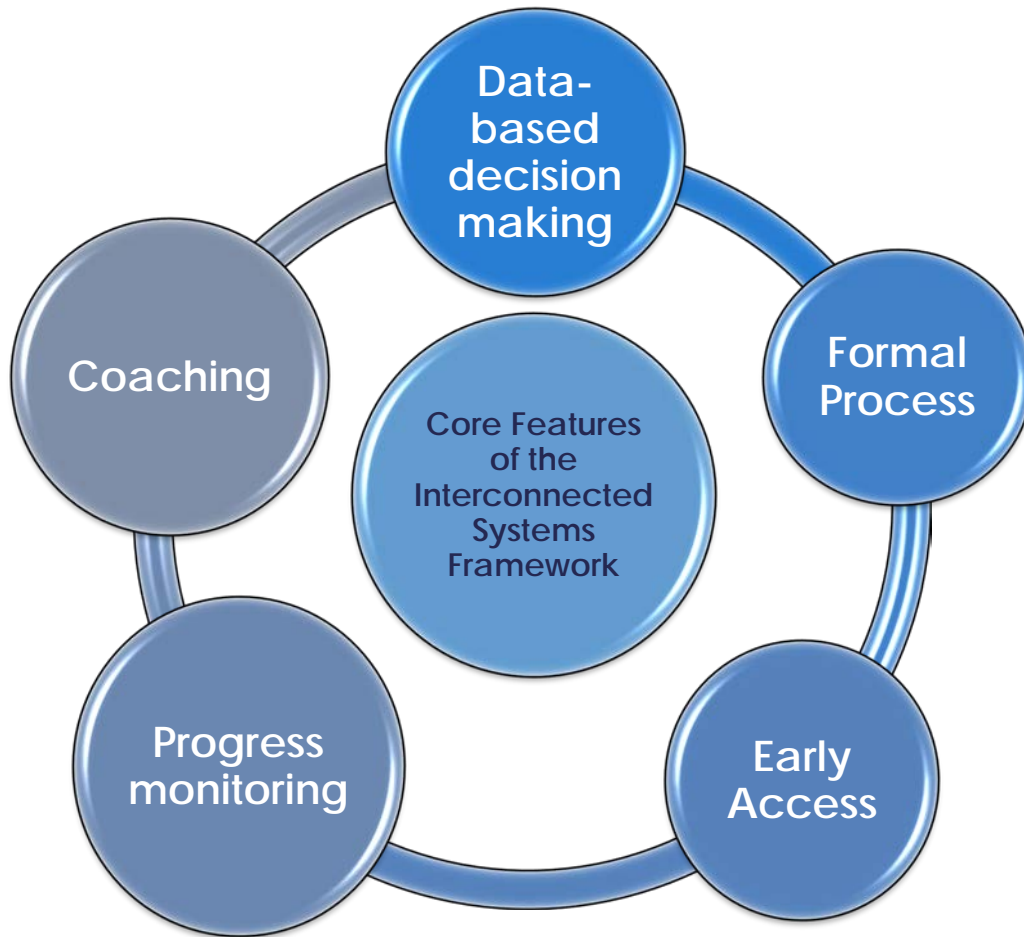 Data-
based
decision
making
Formal
Process
Early
Access
Progress
monitoring
Coaching
Core Features
of the
Interconnected
Systems
Framework